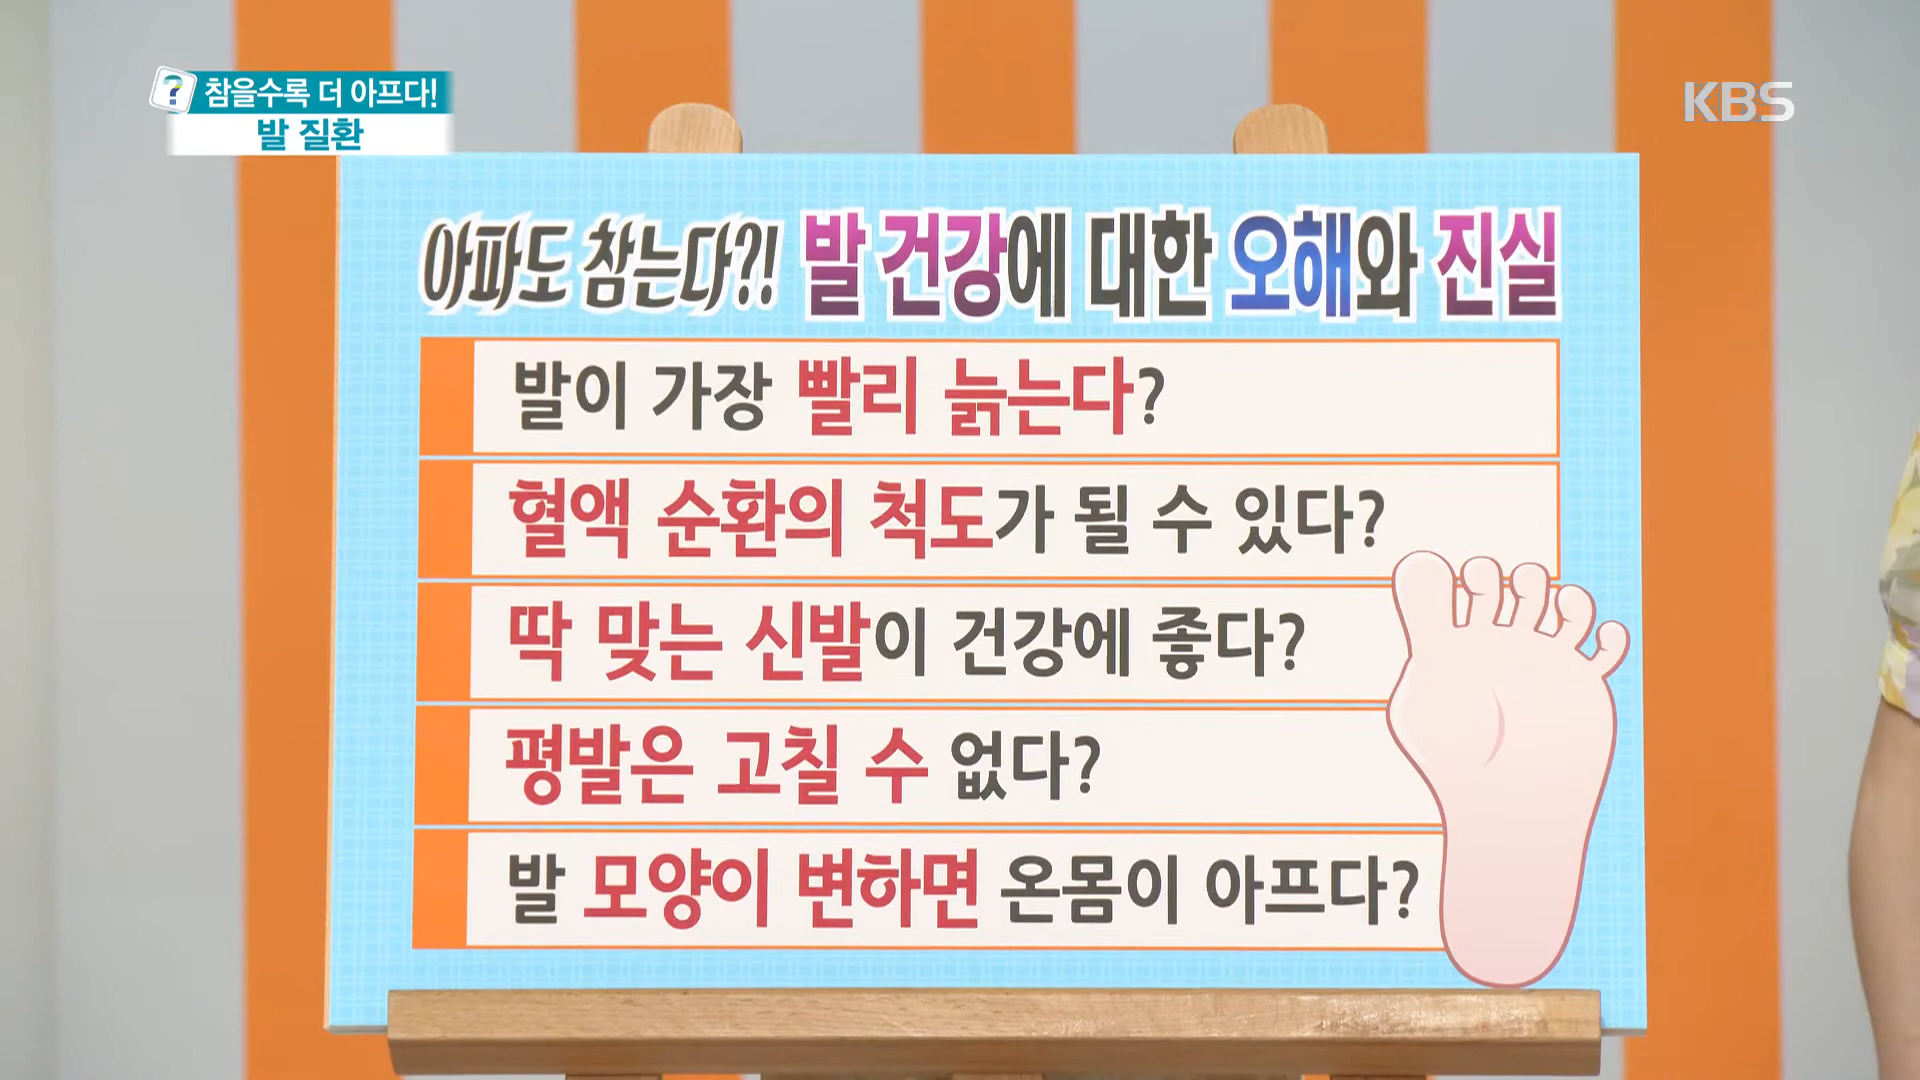 참을수록 더 아프다!
발 질환
KBS
아파도 참는다?! 발 건강에 대한 오해와 진실
발이 가장 빨리 늙는다?
혈액 순환의 척도가 될 수 있다?
딱 맞는 신발이 건강에 좋다?
평발은 고칠 수 없다?
발 모양이 변하면 온몸이 아프다?